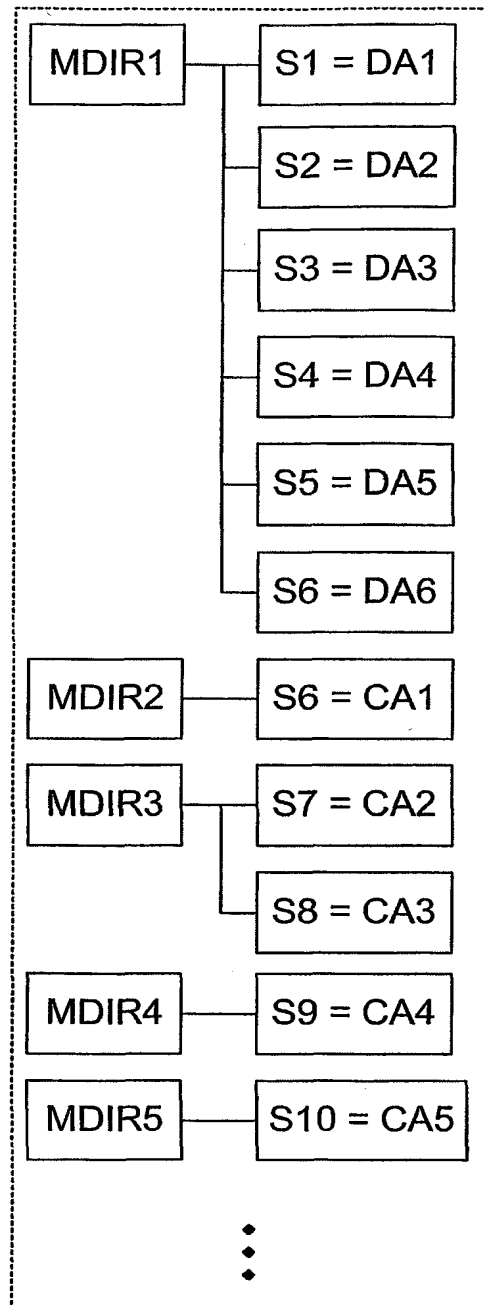 MDIR1
S1 = DA1
S2 = DA2
S3 = DA3
S4 = DA4
S5 = DA5
S6 = DA6
MDIR2
S6 = CA1
MDIR3
S7 = CA2
S8 = CA3
MDIR4
S9 = CA4
MDIR5
S10 = CA5